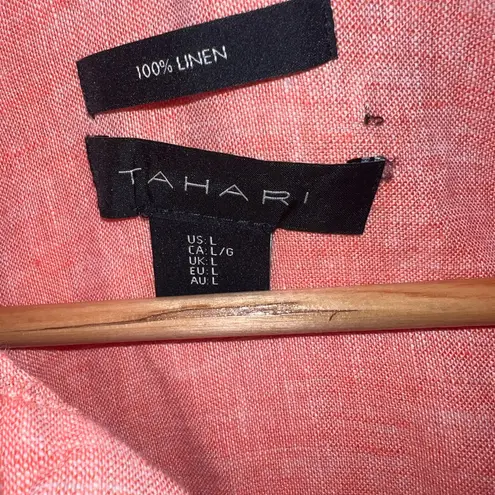 100% LINEN
TAHARI
US: L
CA: L/G
UK: L
EU: L
AU: L